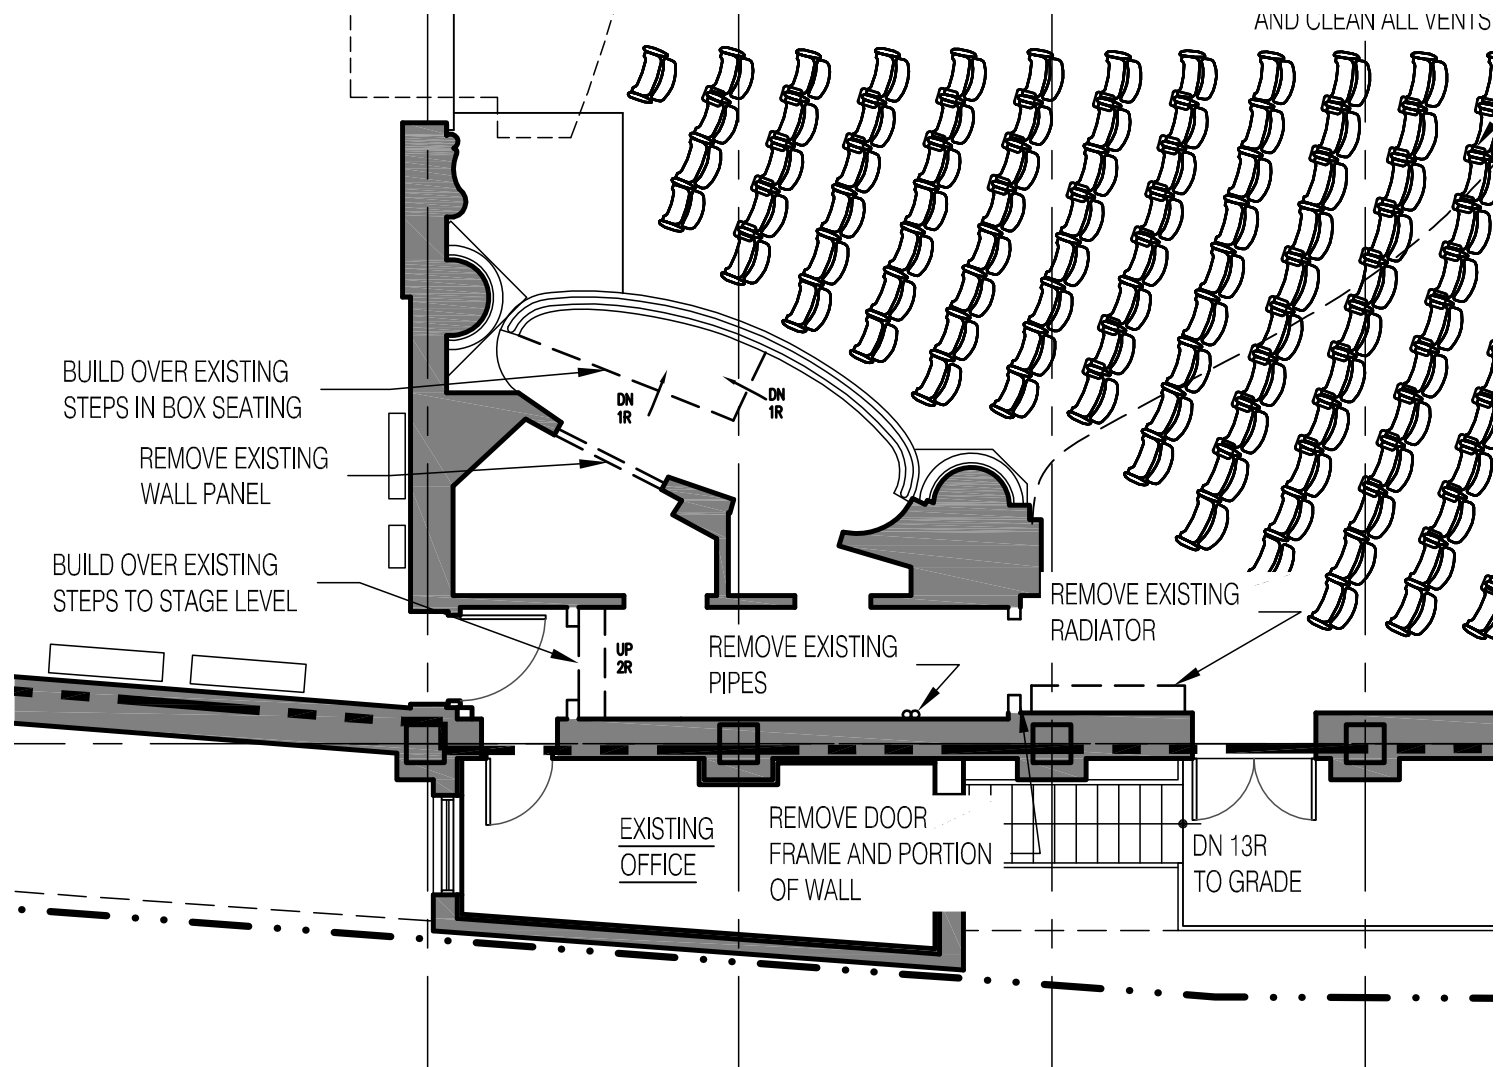 AND CLEAN ALL VENTS
BUILD OVER EXISTING
STEPS IN BOX SEATING
DN
1R
DN
1R
REMOVE EXISTING
WALL PANEL
BUILD OVER EXISTING
STEPS TO STAGE LEVEL
UP
2R
REMOVE EXISTING
PIPES
REMOVE EXISTING
RADIATOR
EXISTING
OFFICE
REMOVE DOOR
FRAME AND PORTION
OF WALL
DN 13R
TO GRADE